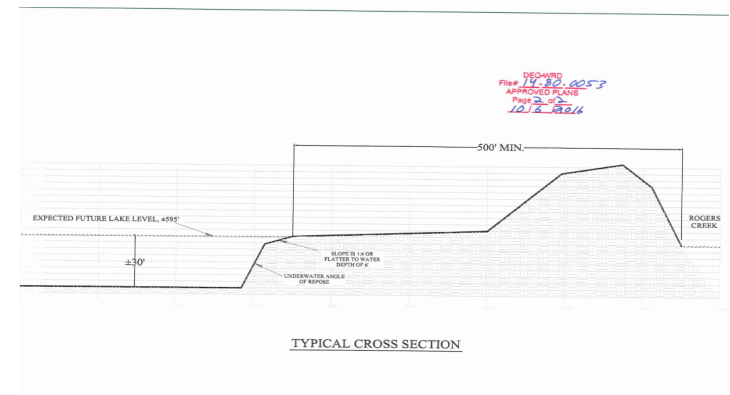 DEQ-WRD
File# 14-80-0053
APPROVED PLANS
Page 2 of 2
10/6/2016
500' MIN.
EXPECTED FUTURE LAKE LEVEL, ±595'
ROGERS
CREEK
±30'
SLOPE IS 1:6 OR
FLATTER TO WATER
DEPTH OF 6'
UNDERWATER ANGLE
OF REPOSE
TYPICAL CROSS SECTION